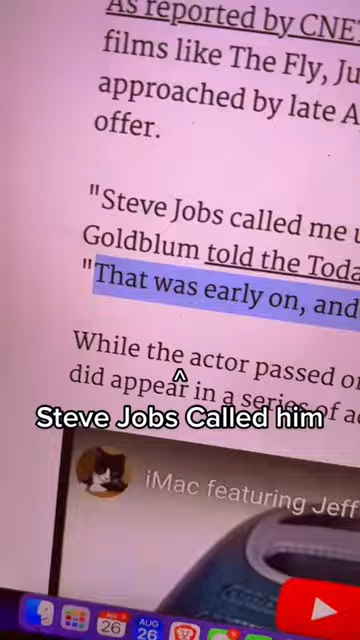 As reported by CNE
films like The Fly, Ju
approached by late A
offer.
"Steve Jobs called me u
Goldblum told the Toda
"That was early on, and
While the actor passed o
did appear in a series of a
^
Steve Jobs Called him
iMac featuring Jeff
26
AUG
26